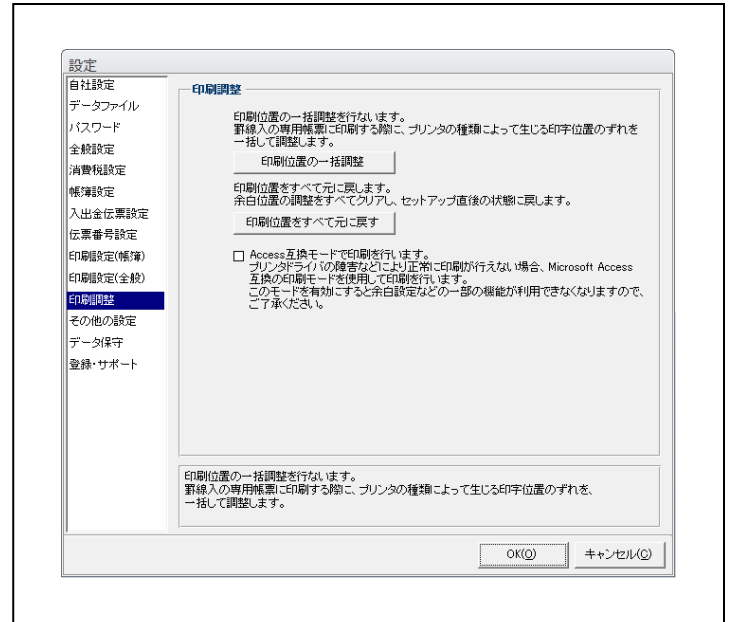 設定
自社設定
データファイル
パスワード
全般設定
消費税設定
帳簿設定
入出金伝票設定
伝票番号設定
印刷設定(帳簿)
印刷設定(全般)
印刷調整
その他の設定
データ保守
登録・サポート
印刷調整
印刷位置の一括調整を行ないます。
罫線入の専用帳票に印刷する際に、プリンタの種類によって生じる印字位置のずれを
一括して調整します。
印刷位置の一括調整
印刷位置をすべて元に戻します。
余白位置の調整をすべてクリアし、セットアップ直後の状態に戻します。
印刷位置をすべて元に戻す
Access互換モードで印刷を行います。
プリンタドライバの障害などにより正常に印刷が行えない場合、Microsoft Access
互換の印刷モードを使用して印刷を行います。
このモードを有効にすると余白設定などの一部の機能が利用できなくなりますので、
ご了承ください。
印刷位置の一括調整を行ないます。
罫線入の専用帳票に印刷する際に、プリンタの種類によって生じる印字位置のずれを、
一括して調整します。
OK(O)
キャンセル(C)